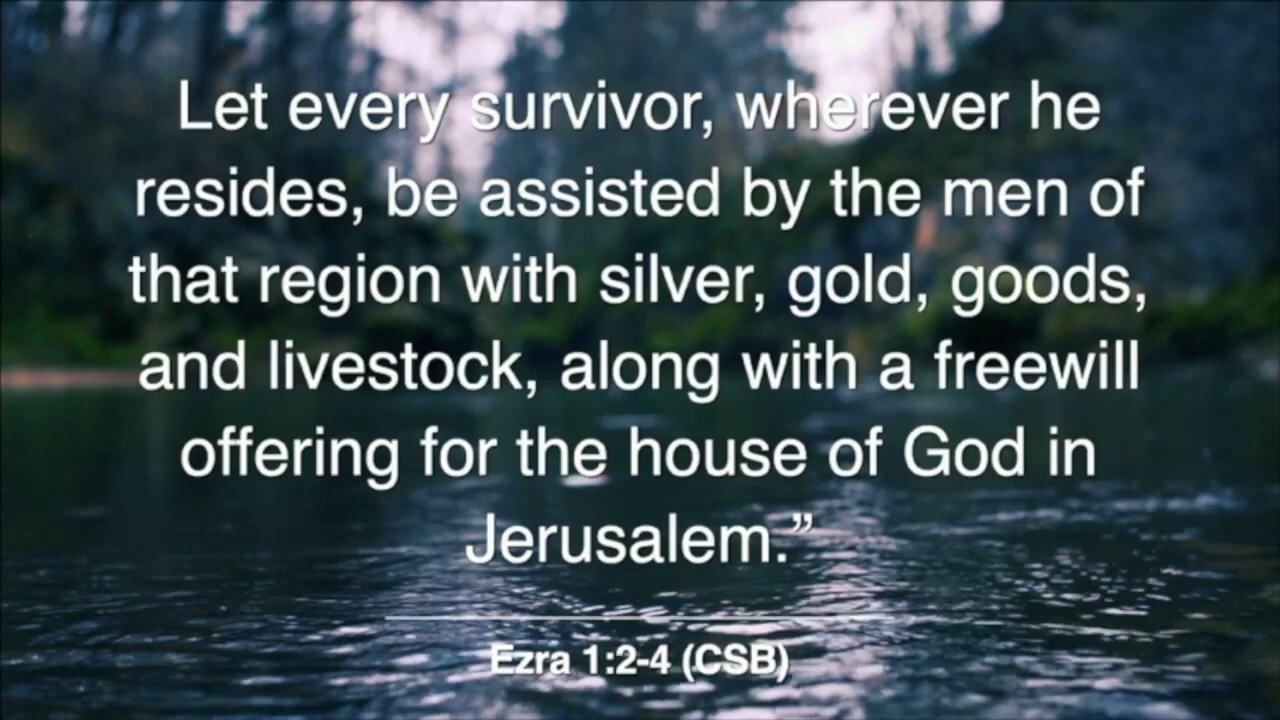 Let every survivor, wherever he
resides, be assisted by the men of
that region with silver, gold, goods,
and livestock, along with a freewill
offering for the house of God in
Jerusalem.”
Ezra 1:2-4 (CSB)